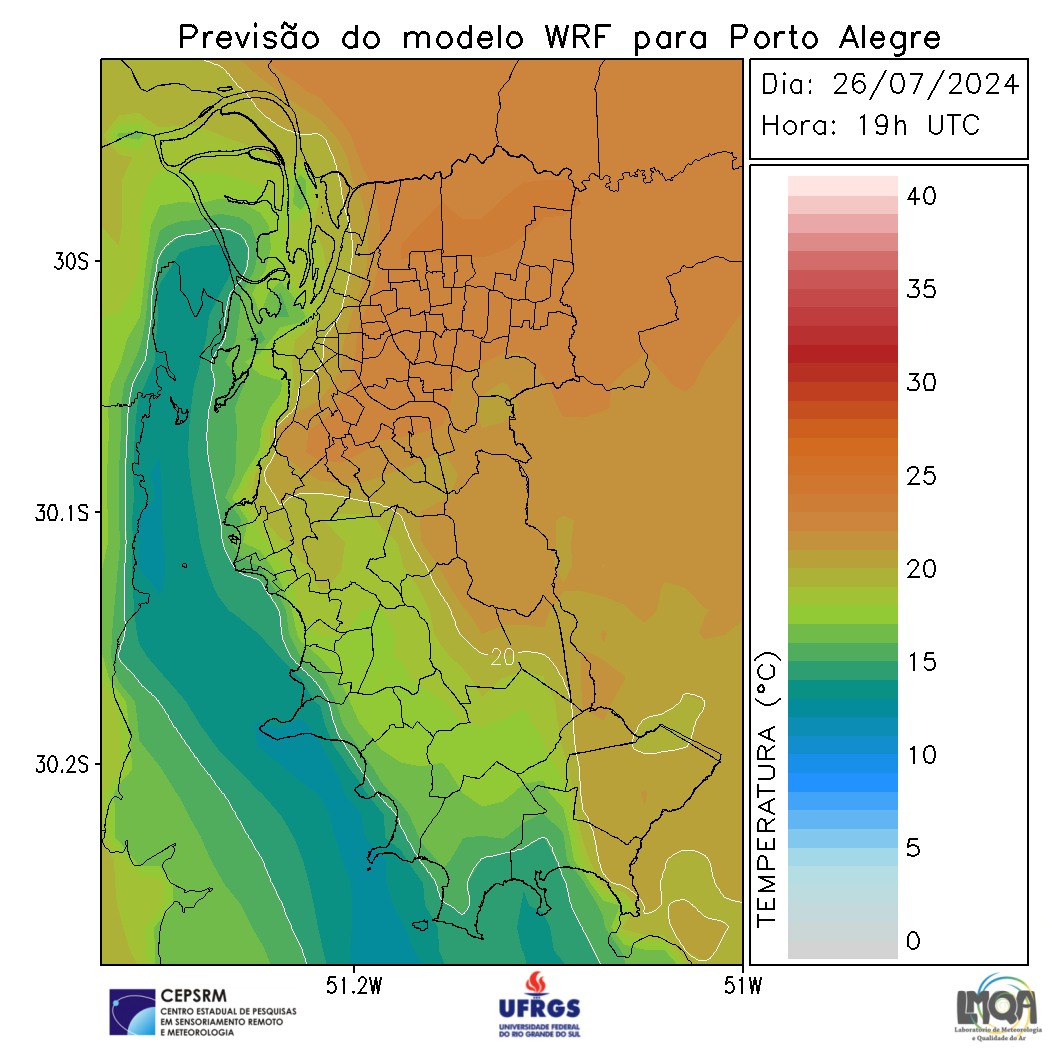 Previsão do modelo WRF para Porto Alegre
Dia: 26/07/2024
Hora: 19h UTC
30S
30.1S
30.2S
51.2W
51W
20
TEMPERATURA (°C)
40
35
30
25
20
15
10
5
0
CEPSRM
CENTRO ESTADUAL DE PESQUISAS
EM SENSORIAMENTO REMOTO
E METEOROLOGIA
UFRGS
UNIVERSIDADE FEDERAL
DO RIO GRANDE DO SUL
LMQA
Laboratório de Meteorologia
e Qualidade do Ar